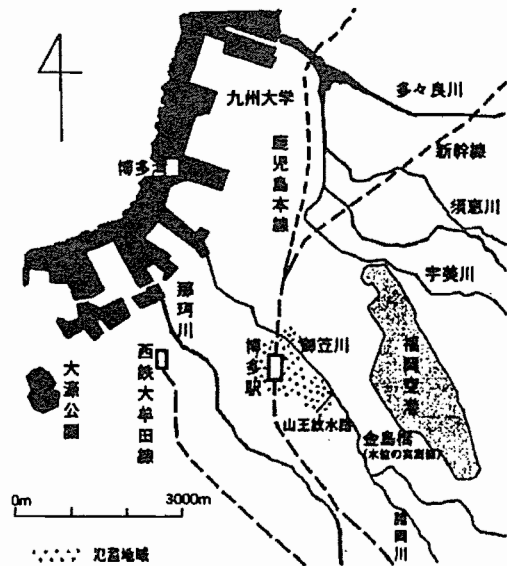 九州大学
多々良川
鹿児島本線
新幹線
博多湾
須恵川
宇美川
那珂川
御笠川
福岡空港
西鉄大牟田線
博多駅
大濠公園
山王放水路
金島橋
(水位の実測値)
諸岡川
0m
3000m
氾濫地域